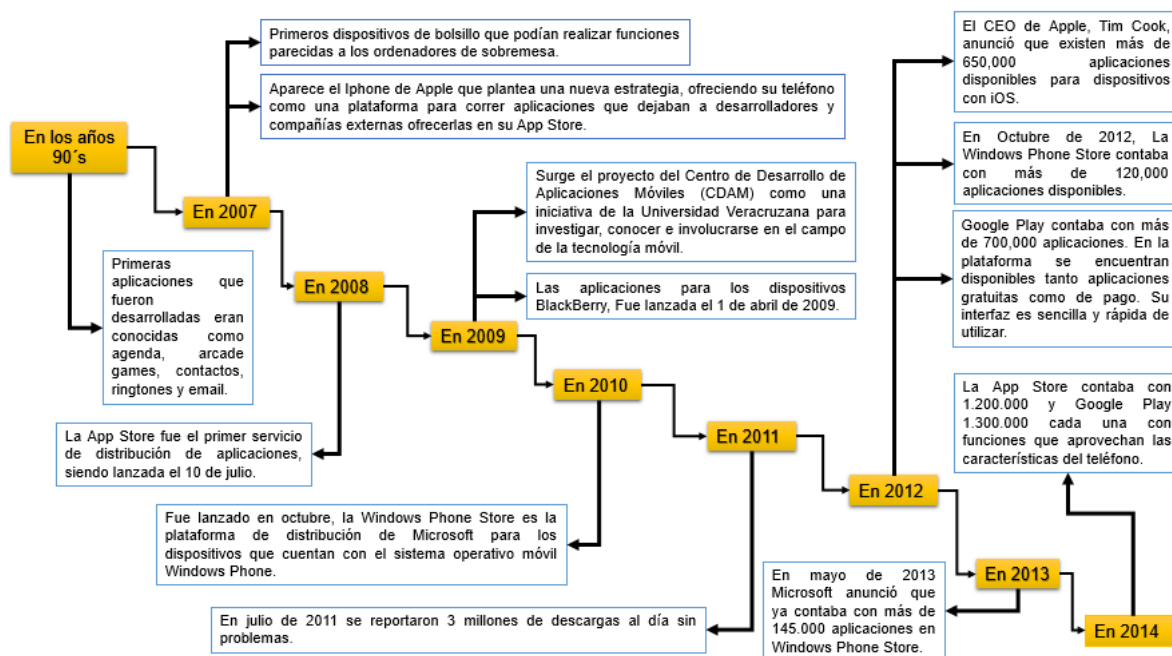 En los años
90´s
Primeras
aplicaciones que
fueron
desarrolladas eran
conocidas como
agenda, arcade
games, contactos,
ringtones y email.
En 2007
Primeros dispositivos de bolsillo que podían realizar funciones
parecidas a los ordenadores de sobremesa.
Aparece el Iphone de Apple que plantea una nueva estrategia, ofreciendo su teléfono
como una plataforma para correr aplicaciones que dejaban a desarrolladores y
compañías externas ofrecerlas en su App Store.
En 2008
La App Store fue el primer servicio
de distribución de aplicaciones,
siendo lanzada el 10 de julio.
En 2009
Surge el proyecto del Centro de Desarrollo de
Aplicaciones Móviles (CDAM) como una
iniciativa de la Universidad Veracruzana para
investigar, conocer e involucrarse en el campo
de la tecnología móvil.
Las aplicaciones para los dispositivos
BlackBerry, Fue lanzada el 1 de abril de 2009.
En 2010
Fue lanzado en octubre, la Windows Phone Store es la
plataforma de distribución de Microsoft para los
dispositivos que cuentan con el sistema operativo móvil
Windows Phone.
En 2011
En julio de 2011 se reportaron 3 millones de descargas al día sin
problemas.
En 2012
El CEO de Apple, Tim Cook,
anunció que existen más de
650,000 aplicaciones
disponibles para dispositivos
con iOS.
En Octubre de 2012, La
Windows Phone Store contaba
con más de 120,000
aplicaciones disponibles.
Google Play contaba con más
de 700,000 aplicaciones. En la
plataforma se encuentran
disponibles tanto aplicaciones
gratuitas como de pago. Su
interfaz es sencilla y rápida de
utilizar.
En 2013
En mayo de 2013
Microsoft anunció que
ya contaba con más de
145.000 aplicaciones en
Windows Phone Store.
En 2014
La App Store contaba con
1.200.000 y Google Play
1.300.000 cada una con
funciones que aprovechan las
características del teléfono.